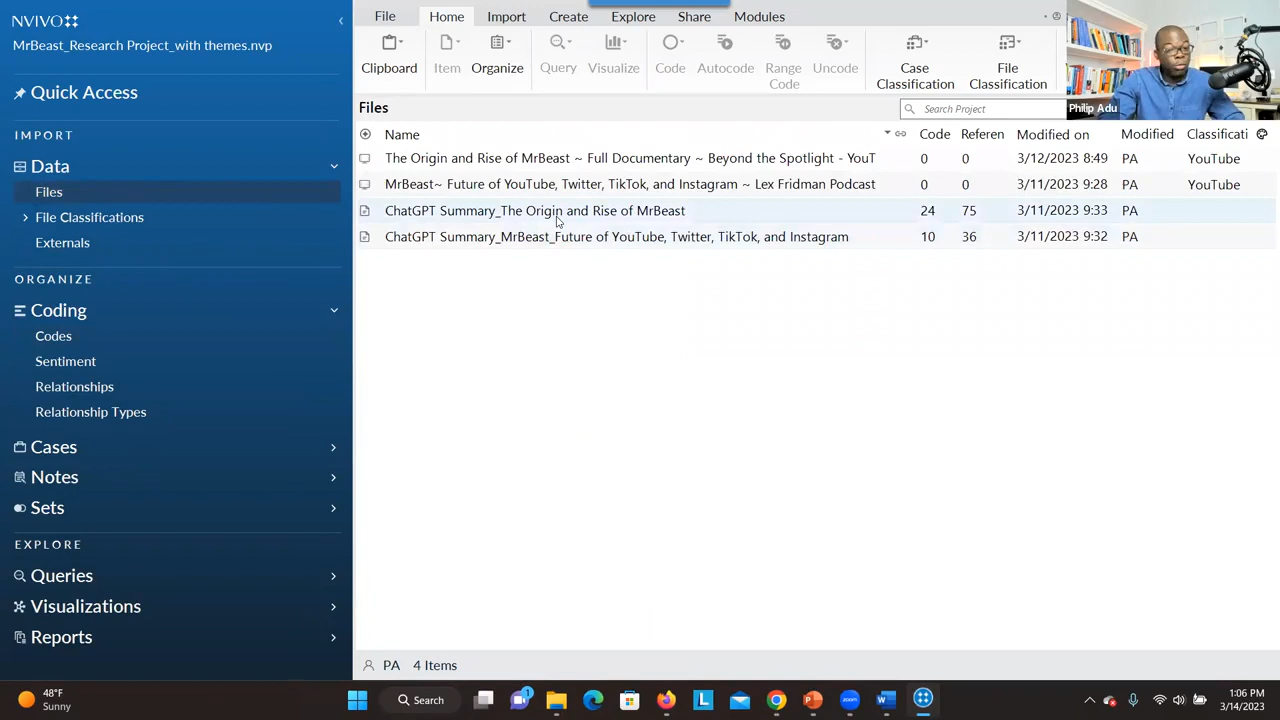 NVIVO
MrBeast_Research Project_with themes.nvp
Quick Access
IMPORT
Data
Files
File Classifications
Externals
ORGANIZE
Coding
Codes
Sentiment
Relationships
Relationship Types
Cases
Notes
Sets
EXPLORE
Queries
Visualizations
Reports
File Home Import Create Explore Share Modules
Clipboard Item Organize Query Visualize Code Autocode Range Code Uncode Case Classification File Classification
Philip Adu
Files
Search Project
Name Code Referen Modified on Modified Classificati
The Origin and Rise of MrBeast ~ Full Documentary ~ Beyond the Spotlight - YouT 0 0 3/12/2023 8:49 PA YouTube
MrBeast~ Future of YouTube, Twitter, TikTok, and Instagram ~ Lex Fridman Podcast 0 0 3/11/2023 9:28 PA YouTube
ChatGPT Summary_The Origin and Rise of MrBeast 24 75 3/11/2023 9:33 PA
ChatGPT Summary_MrBeast_Future of YouTube, Twitter, TikTok, and Instagram 10 36 3/11/2023 9:32 PA
PA 4 Items
48°F
Sunny
Search
1
L
1:06 PM
3/14/2023